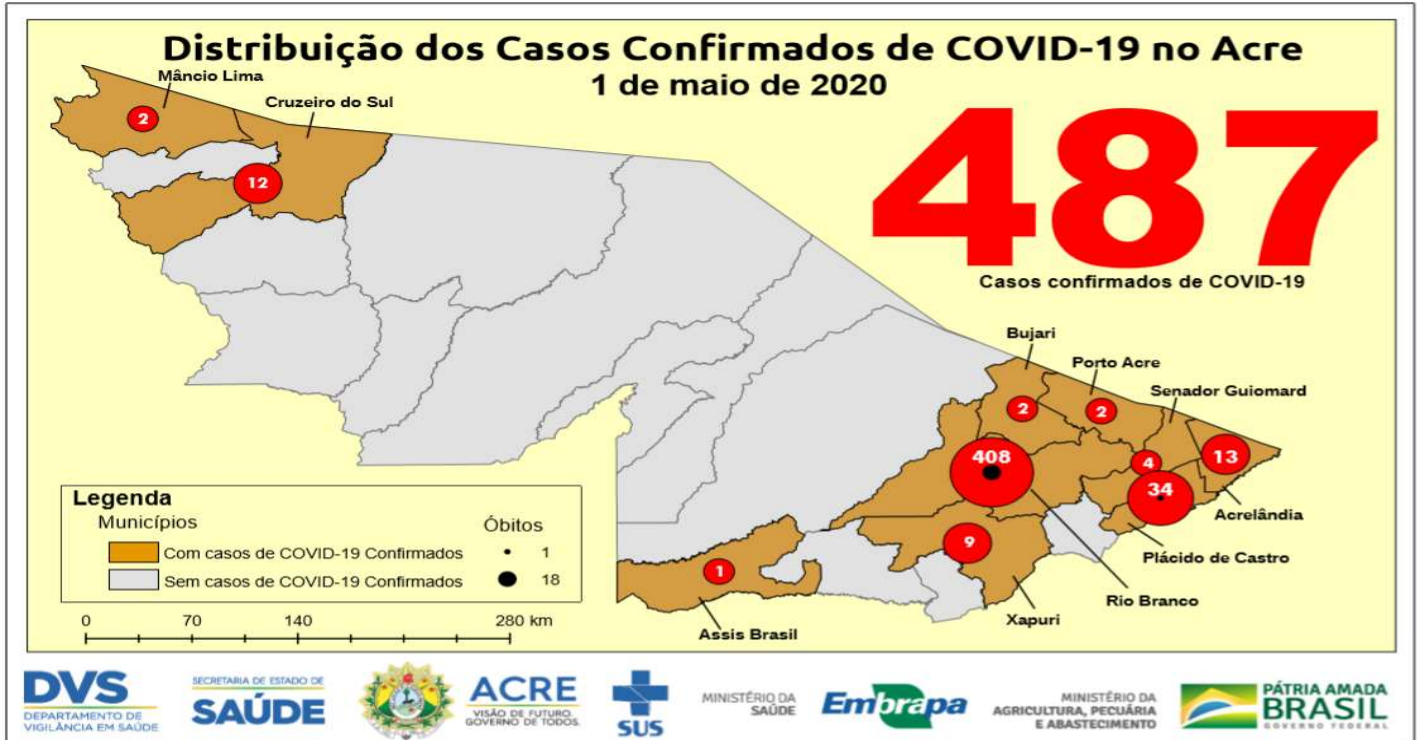 Distribuição dos Casos Confirmados de COVID-19 no Acre
1 de maio de 2020
487
Casos confirmados de COVID-19
Mâncio Lima
Cruzeiro do Sul
2
12
Bujari
Porto Acre
Senador Guiomard
2
2
408
4
13
34
9
1
Acrelândia
Plácido de Castro
Rio Branco
Xapuri
Assis Brasil
Legenda
Municípios
Óbitos
Com casos de COVID-19 Confirmados
1
Sem casos de COVID-19 Confirmados
18
0 70 140 280 km
DVS
DEPARTAMENTO DE
VIGILÂNCIA EM SAÚDE
SECRETARIA DE ESTADO DE
SAÚDE
ACRE
VISÃO DE FUTURO.
GOVERNO DE TODOS.
SUS
MINISTÉRIO DA
SAÚDE
Embrapa
MINISTÉRIO DA
AGRICULTURA, PECUÁRIA
E ABASTECIMENTO
PÁTRIA AMADA
BRASIL
GOVERNO FEDERAL